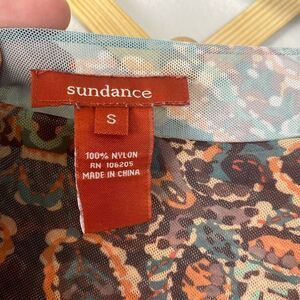 sundance
S
100% NYLON
RN 106205
MADE IN CHINA